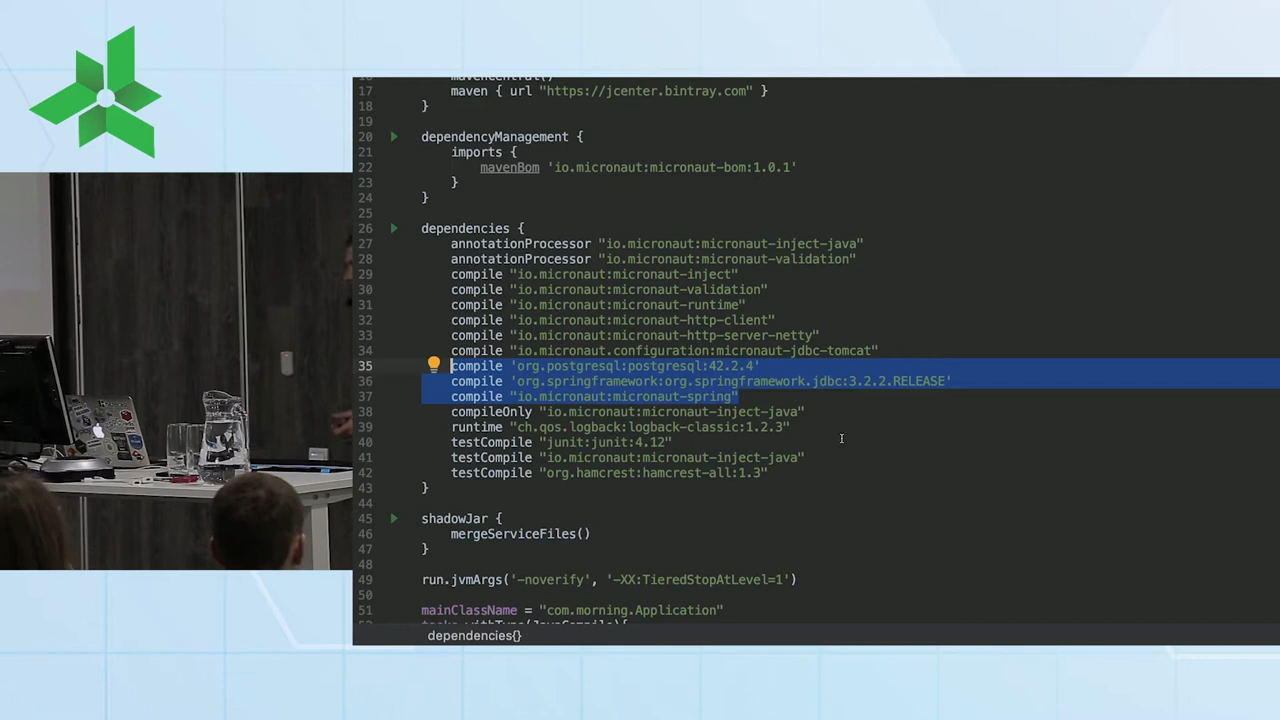 16 mavenCentral()
17 maven { url "https://jcenter.bintray.com" }
18 }
19
20 dependencyManagement {
21 imports {
22 mavenBom 'io.micronaut:micronaut-bom:1.0.1'
23 }
24 }
25
26 dependencies {
27 annotationProcessor "io.micronaut:micronaut-inject-java"
28 annotationProcessor "io.micronaut:micronaut-validation"
29 compile "io.micronaut:micronaut-inject"
30 compile "io.micronaut:micronaut-validation"
31 compile "io.micronaut:micronaut-runtime"
32 compile "io.micronaut:micronaut-http-client"
33 compile "io.micronaut:micronaut-http-server-netty"
34 compile "io.micronaut.configuration:micronaut-jdbc-tomcat"
35 compile 'org.postgresql:postgresql:42.2.4'
36 compile 'org.springframework:org.springframework.jdbc:3.2.2.RELEASE'
37 compile "io.micronaut:micronaut-spring"
38 compileOnly "io.micronaut:micronaut-inject-java"
39 runtime "ch.qos.logback:logback-classic:1.2.3"
40 testCompile "junit:junit:4.12"
41 testCompile "io.micronaut:micronaut-inject-java"
42 testCompile "org.hamcrest:hamcrest-all:1.3"
43 }
44
45 shadowJar {
46 mergeServiceFiles()
47 }
48
49 run.jvmArgs('-noverify', '-XX:TieredStopAtLevel=1')
50
51 mainClassName = "com.morning.Application"
52 tasks.withType(JavaCompile){
dependencies{}